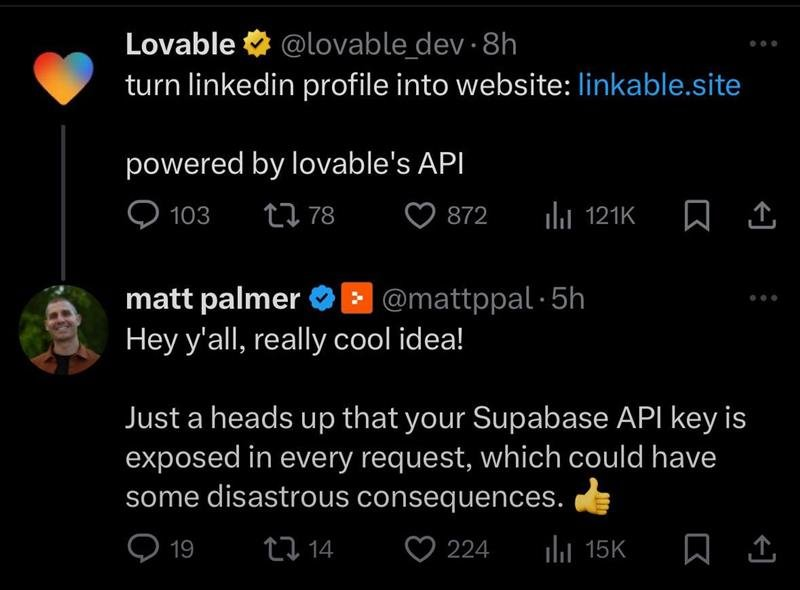 Lovable @lovable_dev · 8h
turn linkedin profile into website: linkable.site
powered by lovable's API
103 78 872 121K
matt palmer @mattppal · 5h
Hey y'all, really cool idea!
Just a heads up that your Supabase API key is
exposed in every request, which could have
some disastrous consequences. 👍
19 14 224 15K